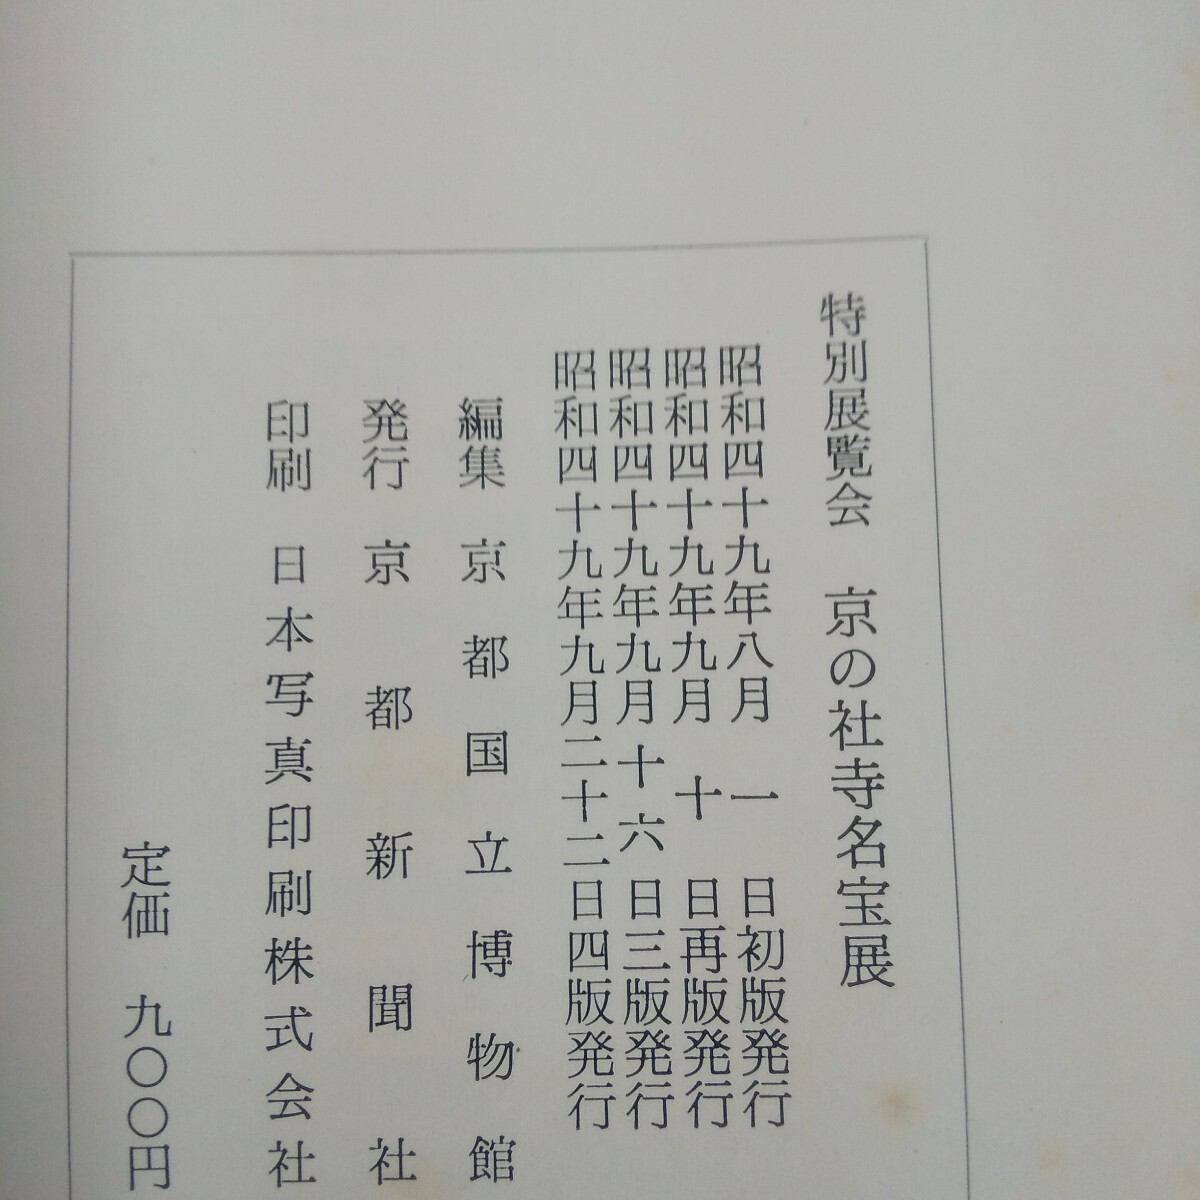 特別展覧会　京の社寺名宝展
昭和四十九年八月　一　日初版発行
昭和四十九年九月　十　日再版発行
昭和四十九年九月十六日三版発行
昭和四十九年九月二十二日四版発行
編集　京都国立博物館
発行　京都新聞社
印刷　日本写真印刷株式会社
定価　九〇〇円